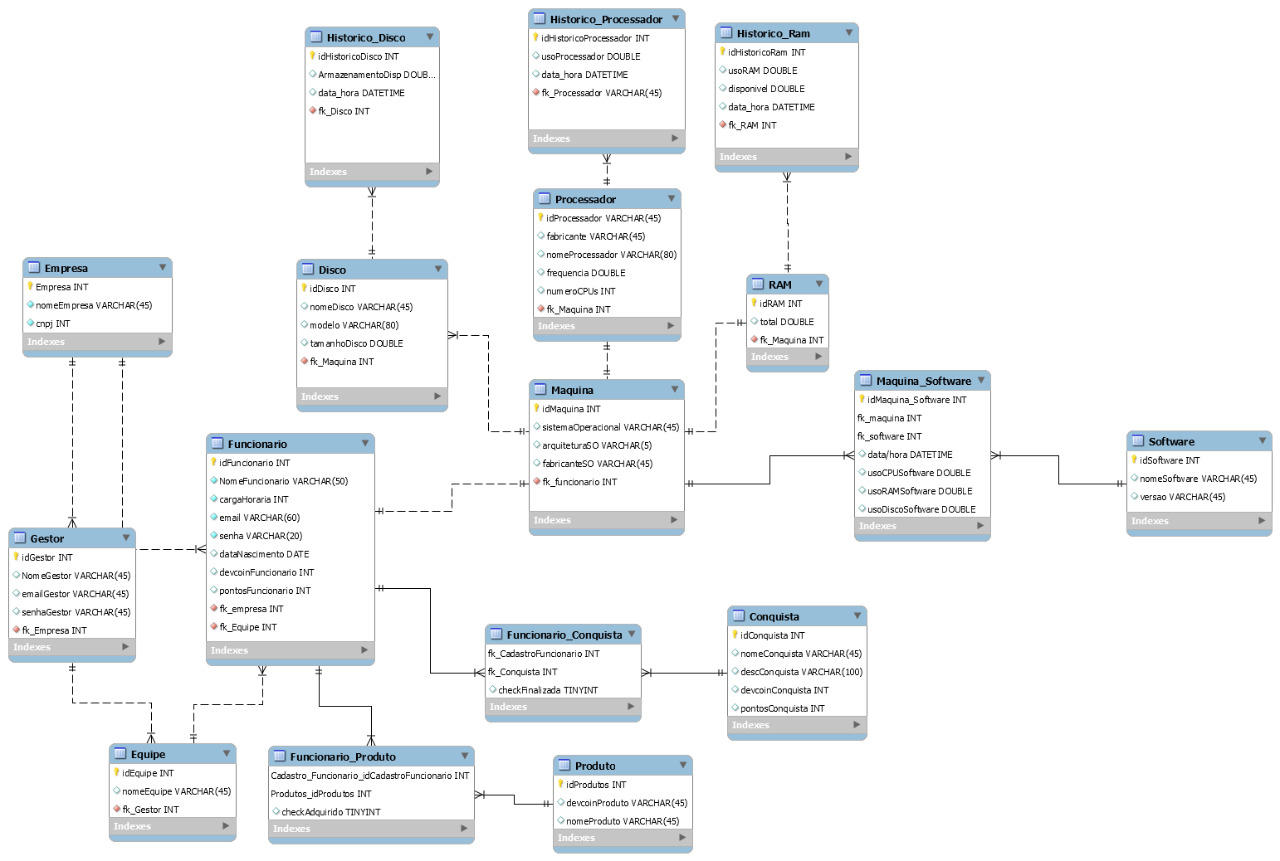 Historico_Disco
idHistoricoDisco INT
ArmazenamentoDisp DOUB...
data_hora DATETIME
fk_Disco INT
Indexes
Historico_Processador
idHistoricoProcessador INT
usoProcessador DOUBLE
data_hora DATETIME
fk_Processador VARCHAR(45)
Indexes
Historico_Ram
idHistoricoRam INT
usoRAM DOUBLE
disponivel DOUBLE
data_hora DATETIME
fk_RAM INT
Indexes
Processador
idProcessador VARCHAR(45)
fabricante VARCHAR(45)
nomeProcessador VARCHAR(80)
frequencia DOUBLE
numeroCPUs INT
fk_Maquina INT
Indexes
Empresa
Empresa INT
nomeEmpresa VARCHAR(45)
cnpj INT
Indexes
Disco
idDisco INT
nomeDisco VARCHAR(45)
modelo VARCHAR(80)
tamanhoDisco DOUBLE
fk_Maquina INT
Indexes
RAM
idRAM INT
total DOUBLE
fk_Maquina INT
Indexes
Maquina
idMaquina INT
sistemaOperacional VARCHAR(45)
arquiteturaSO VARCHAR(5)
fabricanteSO VARCHAR(45)
fk_funcionario INT
Indexes
Maquina_Software
idMaquina_Software INT
fk_maquina INT
fk_software INT
data/hora DATETIME
usoCPUSoftware DOUBLE
usoRAMSoftware DOUBLE
usoDiscoSoftware DOUBLE
Indexes
Software
idSoftware INT
nomeSoftware VARCHAR(45)
versao VARCHAR(45)
Indexes
Funcionario
idFuncionario INT
NomeFuncionario VARCHAR(50)
cargaHoraria INT
email VARCHAR(60)
senha VARCHAR(20)
dataNascimento DATE
devcoinFuncionario INT
pontosFuncionario INT
fk_empresa INT
fk_Equipe INT
Indexes
Gestor
idGestor INT
NomeGestor VARCHAR(45)
emailGestor VARCHAR(45)
senhaGestor VARCHAR(45)
fk_Empresa INT
Indexes
Funcionario_Conquista
fk_CadastroFuncionario INT
fk_Conquista INT
checkFinalizada TINYINT
Indexes
Conquista
idConquista INT
nomeConquista VARCHAR(45)
descConquista VARCHAR(100)
devcoinConquista INT
pontosConquista INT
Indexes
Equipe
idEquipe INT
nomeEquipe VARCHAR(45)
fk_Gestor INT
Indexes
Funcionario_Produto
Cadastro_Funcionario_idCadastroFuncionario INT
Produtos_idProdutos INT
checkAdquirido TINYINT
Indexes
Produto
idProdutos INT
devcoinProduto VARCHAR(45)
nomeProduto VARCHAR(45)
Indexes